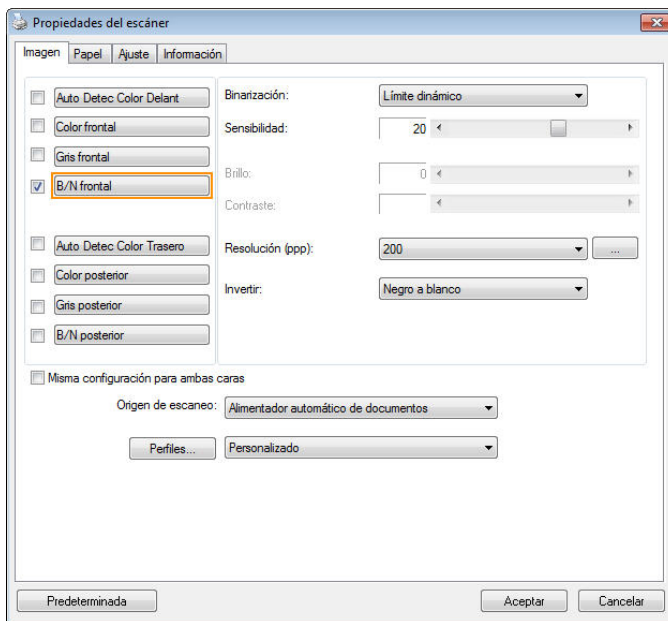 Propiedades del escáner
Imagen Papel Ajuste Información
Auto Detec Color Delant
Color frontal
Gris frontal
B/N frontal
Auto Detec Color Trasero
Color posterior
Gris posterior
B/N posterior
Binarización: Límite dinámico
Sensibilidad: 20
Brillo: 0
Contraste:
Resolución (ppp): 200 ...
Invertir: Negro a blanco
Misma configuración para ambas caras
Origen de escaneo: Alimentador automático de documentos
Perfiles... Personalizado
Predeterminada Aceptar Cancelar